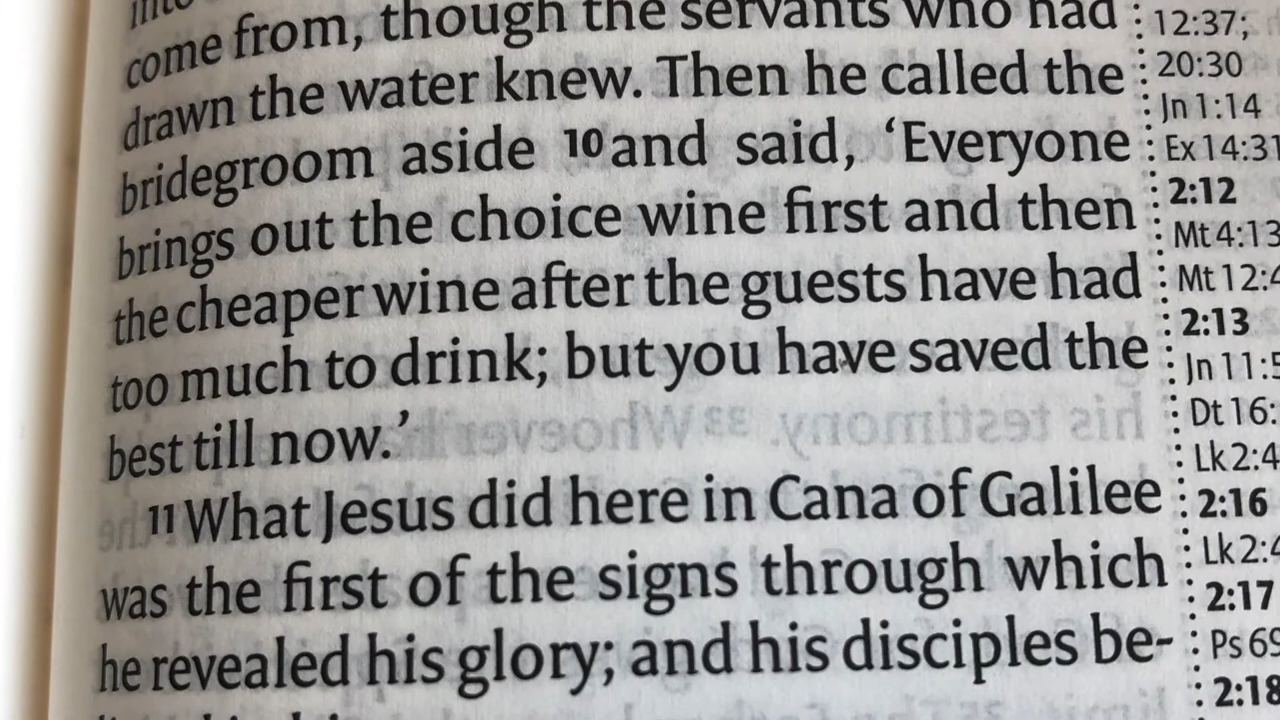 into
come from, though the servants who had
drawn the water knew. Then he called the
bridegroom aside 10and said, ‘Everyone
brings out the choice wine first and then
the cheaper wine after the guests have had
too much to drink; but you have saved the
best till now.’
11What Jesus did here in Cana of Galilee
was the first of the signs through which
he revealed his glory; and his disciples be-
12:37;
20:30
Jn 1:14
Ex 14:31
2:12
Mt 4:13
Mt 12:4
2:13
Jn 11:5
Dt 16:
Lk 2:4
2:16
Lk 2:4
2:17
Ps 69
2:18